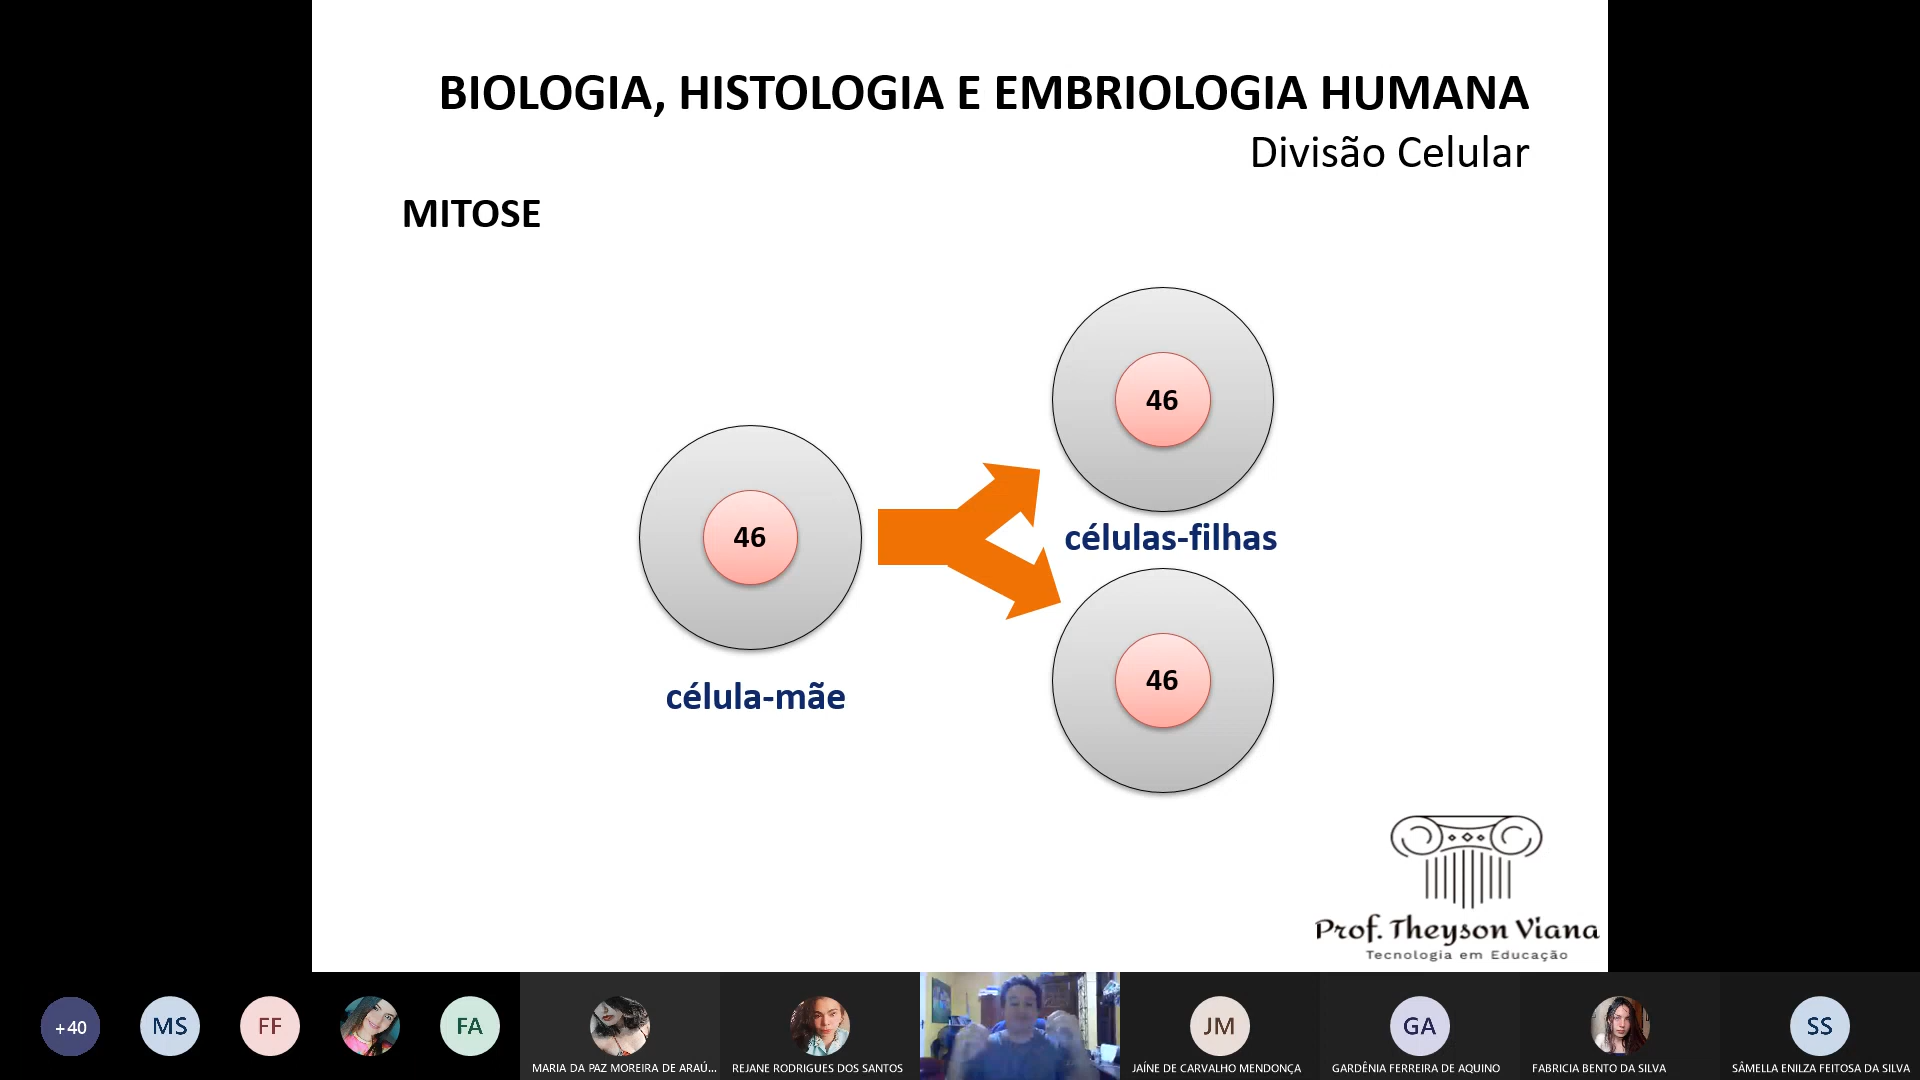 BIOLOGIA, HISTOLOGIA E EMBRIOLOGIA HUMANA
Divisão Celular
MITOSE
46
46
células-filhas
46
célula-mãe
Prof. Theyson Viana
Tecnologia em Educação
+40
MS
FF
FA
MARIA DA PAZ MOREIRA DE ARAÚ...
REJANE RODRIGUES DOS SANTOS
JM
JAÍNE DE CARVALHO MENDONÇA
GA
GARDÊNIA FERREIRA DE AQUINO
FABRICIA BENTO DA SILVA
SS
SÂMELLA ENILZA FEITOSA DA SILVA